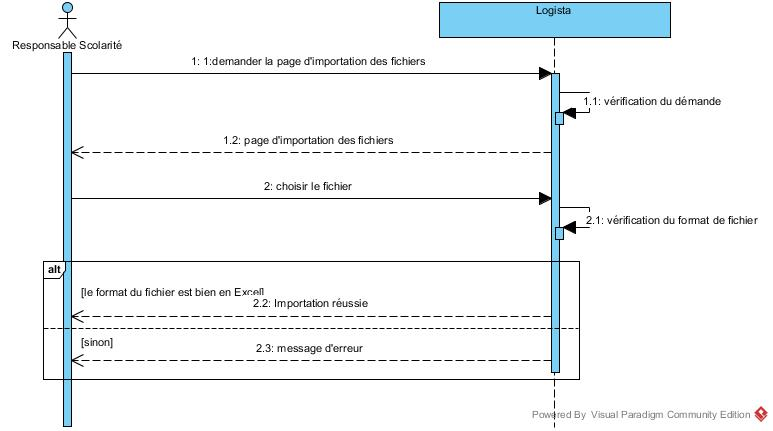 Logista
Responsable Scolarité
1: 1:demander la page d'importation des fichiers
1.1: vérification du démande
1.2: page d'importation des fichiers
2: choisir le fichier
2.1: vérification du format de fichier
alt
[le format du fichier est bien en Excel]
2.2: Importation réussie
[sinon]
2.3: message d'erreur
Powered By Visual Paradigm Community Edition